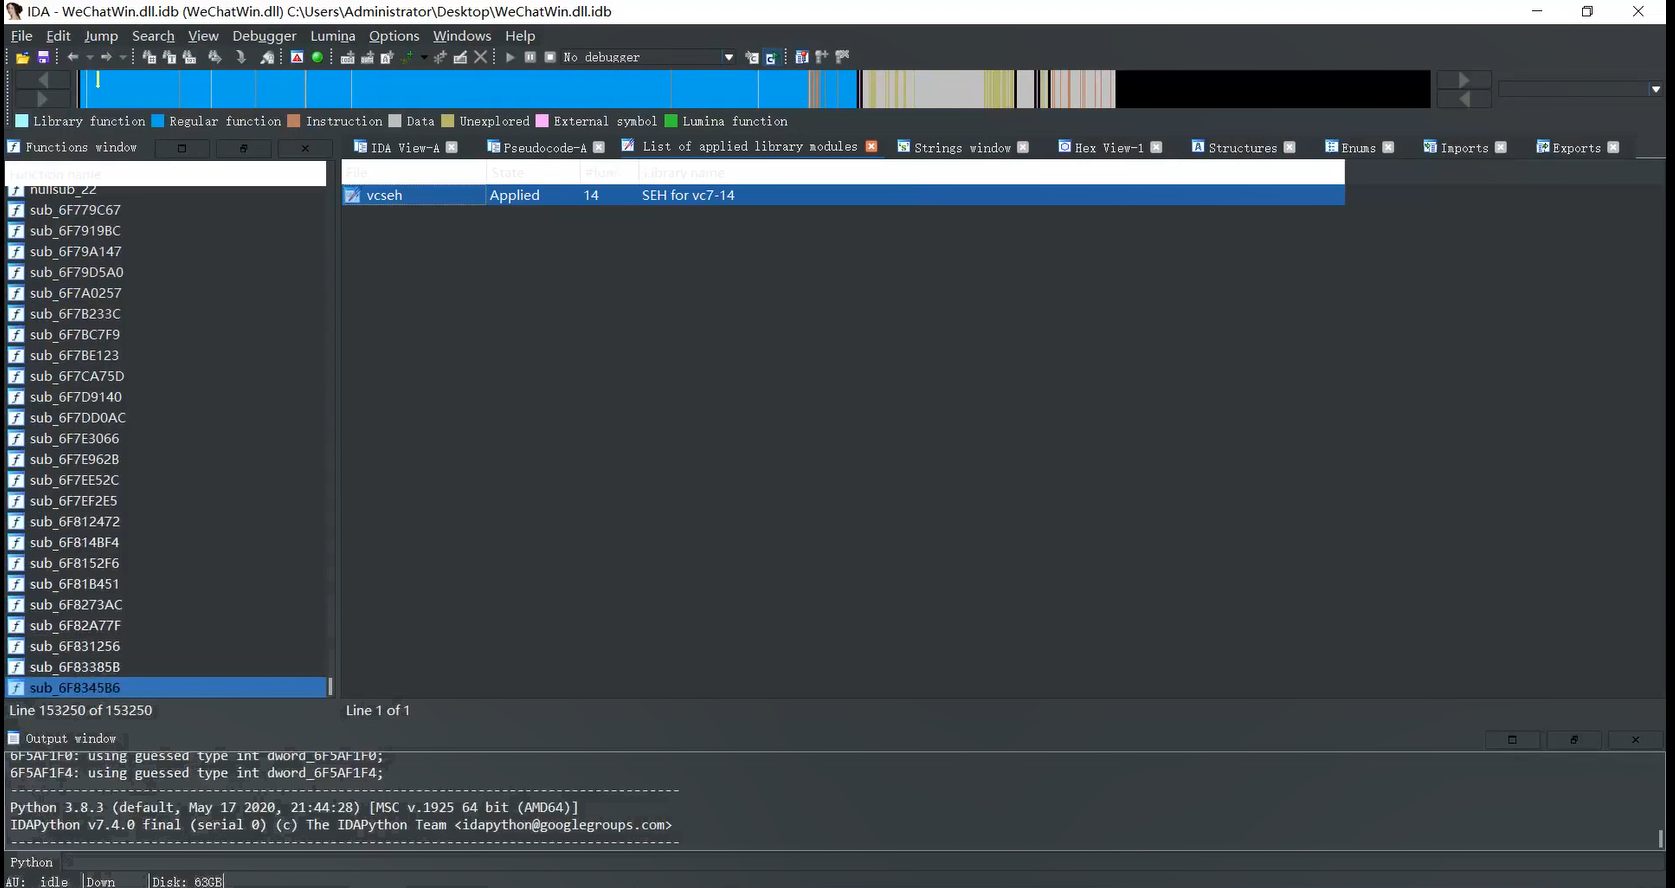 IDA - WeChatWin.dll.idb (WeChatWin.dll) C:\Users\Administrator\Desktop\WeChatWin.dll.idb
File Edit Jump Search View Debugger Lumina Options Windows Help
No debugger
Library function Regular function Instruction Data Unexplored External symbol Lumina function
Functions window
IDA View-A Pseudocode-A List of applied library modules Strings window Hex View-1 Structures Enums Imports Exports
Function name
File State #func Library name
vcseh Applied 14 SEH for vc7-14
nullsub_22
sub_6F779C67
sub_6F7919BC
sub_6F79A147
sub_6F79D5A0
sub_6F7A0257
sub_6F7B233C
sub_6F7BC7F9
sub_6F7BE123
sub_6F7CA75D
sub_6F7D9140
sub_6F7DD0AC
sub_6F7E3066
sub_6F7E962B
sub_6F7EE52C
sub_6F7EF2E5
sub_6F812472
sub_6F814BF4
sub_6F8152F6
sub_6F81B451
sub_6F8273AC
sub_6F82A77F
sub_6F831256
sub_6F83385B
sub_6F8345B6
Line 153250 of 153250
Line 1 of 1
Output window
6F5AF1F0: using guessed type int dword_6F5AF1F0;
6F5AF1F4: using guessed type int dword_6F5AF1F4;
Python 3.8.3 (default, May 17 2020, 21:44:28) [MSC v.1925 64 bit (AMD64)]
IDAPython v7.4.0 final (serial 0) (c) The IDAPython Team <idapython@googlegroups.com>
Python
AU: idle Down Disk: 63GB